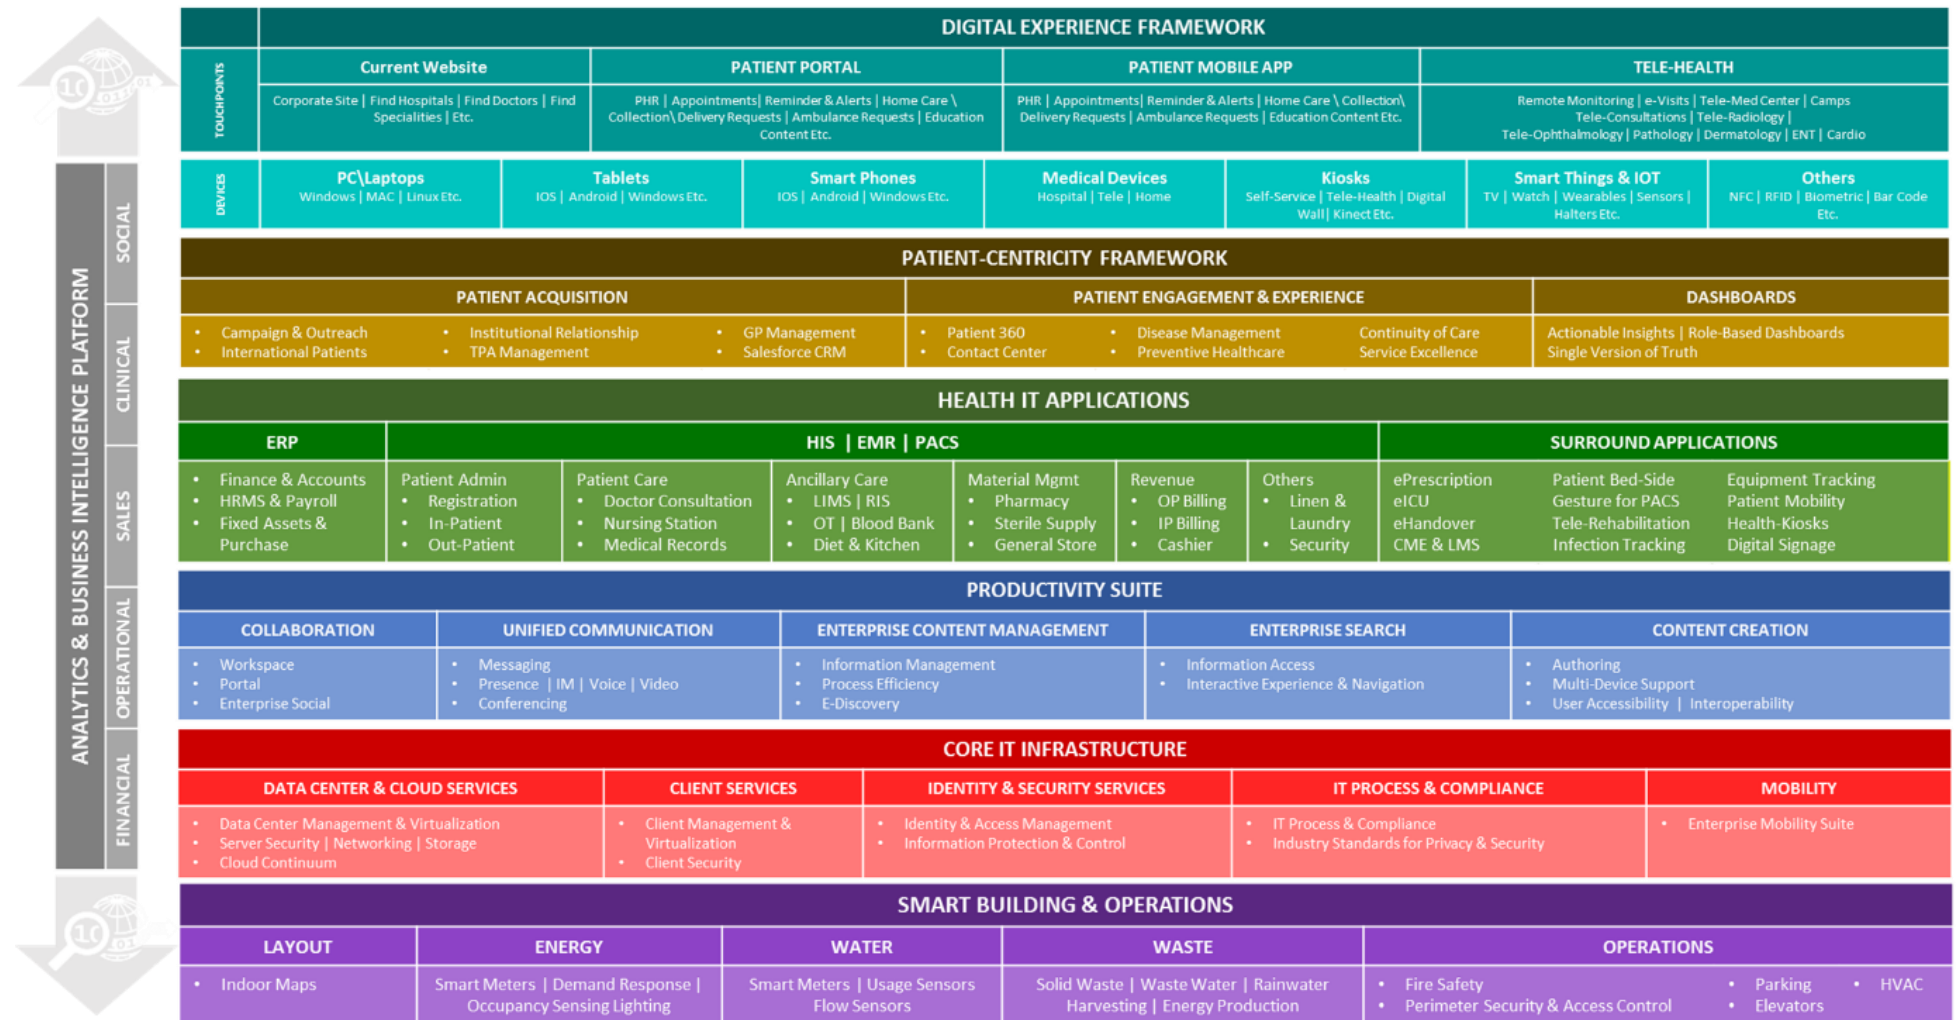 DIGITAL EXPERIENCE FRAMEWORK
TOUCHPOINTS
Current Website
Corporate Site | Find Hospitals | Find Doctors | Find
Specialities | Etc.
PATIENT PORTAL
PHR | Appointments| Reminder & Alerts | Home Care \
Collection\ Delivery Requests | Ambulance Requests | Education
Content Etc.
PATIENT MOBILE APP
PHR | Appointments| Reminder & Alerts | Home Care \ Collection\
Delivery Requests | Ambulance Requests | Education Content Etc.
TELE-HEALTH
Remote Monitoring | e-Visits | Tele-Med Center | Camps
Tele-Consultations | Tele-Radiology |
Tele-Ophthalmology | Pathology | Dermatology | ENT | Cardio
DEVICES
PC\Laptops
Windows | MAC | Linux Etc.
Tablets
IOS | Android | Windows Etc.
Smart Phones
IOS | Android | Windows Etc.
Medical Devices
Hospital | Tele | Home
Kiosks
Self-Service | Tele-Health | Digital
Wall| Kinect Etc.
Smart Things & IOT
TV | Watch | Wearables | Sensors |
Halters Etc.
Others
NFC | RFID | Biometric | Bar Code
Etc.
ANALYTICS & BUSINESS INTELLIGENCE PLATFORM
SOCIAL
CLINICAL
SALES
OPERATIONAL
FINANCIAL
PATIENT-CENTRICITY FRAMEWORK
PATIENT ACQUISITION
• Campaign & Outreach
• International Patients
• Institutional Relationship
• TPA Management
• GP Management
• Salesforce CRM
PATIENT ENGAGEMENT & EXPERIENCE
• Patient 360
• Contact Center
• Disease Management
• Preventive Healthcare
Continuity of Care
Service Excellence
DASHBOARDS
Actionable Insights | Role-Based Dashboards
Single Version of Truth
HEALTH IT APPLICATIONS
ERP
• Finance & Accounts
• HRMS & Payroll
• Fixed Assets &
Purchase
HIS | EMR | PACS
Patient Admin
• Registration
• In-Patient
• Out-Patient
Patient Care
• Doctor Consultation
• Nursing Station
• Medical Records
Ancillary Care
• LIMS | RIS
• OT | Blood Bank
• Diet & Kitchen
Material Mgmt
• Pharmacy
• Sterile Supply
• General Store
Revenue
• OP Billing
• IP Billing
• Cashier
Others
• Linen &
Laundry
• Security
SURROUND APPLICATIONS
ePrescription
eICU
eHandover
CME & LMS
Patient Bed-Side
Gesture for PACS
Tele-Rehabilitation
Infection Tracking
Equipment Tracking
Patient Mobility
Health-Kiosks
Digital Signage
PRODUCTIVITY SUITE
COLLABORATION
• Workspace
• Portal
• Enterprise Social
UNIFIED COMMUNICATION
• Messaging
• Presence | IM | Voice | Video
• Conferencing
ENTERPRISE CONTENT MANAGEMENT
• Information Management
• Process Efficiency
• E-Discovery
ENTERPRISE SEARCH
• Information Access
• Interactive Experience & Navigation
CONTENT CREATION
• Authoring
• Multi-Device Support
• User Accessibility | Interoperability
CORE IT INFRASTRUCTURE
DATA CENTER & CLOUD SERVICES
• Data Center Management & Virtualization
• Server Security | Networking | Storage
• Cloud Continuum
CLIENT SERVICES
• Client Management &
Virtualization
• Client Security
IDENTITY & SECURITY SERVICES
• Identity & Access Management
• Information Protection & Control
IT PROCESS & COMPLIANCE
• IT Process & Compliance
• Industry Standards for Privacy & Security
MOBILITY
• Enterprise Mobility Suite
SMART BUILDING & OPERATIONS
LAYOUT
• Indoor Maps
ENERGY
Smart Meters | Demand Response |
Occupancy Sensing Lighting
WATER
Smart Meters | Usage Sensors
Flow Sensors
WASTE
Solid Waste | Waste Water | Rainwater
Harvesting | Energy Production
OPERATIONS
• Fire Safety
• Perimeter Security & Access Control
• Parking
• Elevators
• HVAC